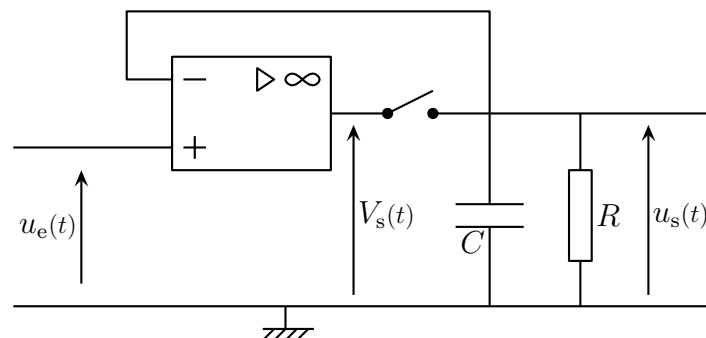 − ▷ ∞
+
u_e(t)
V_s(t)
C
R
u_s(t)